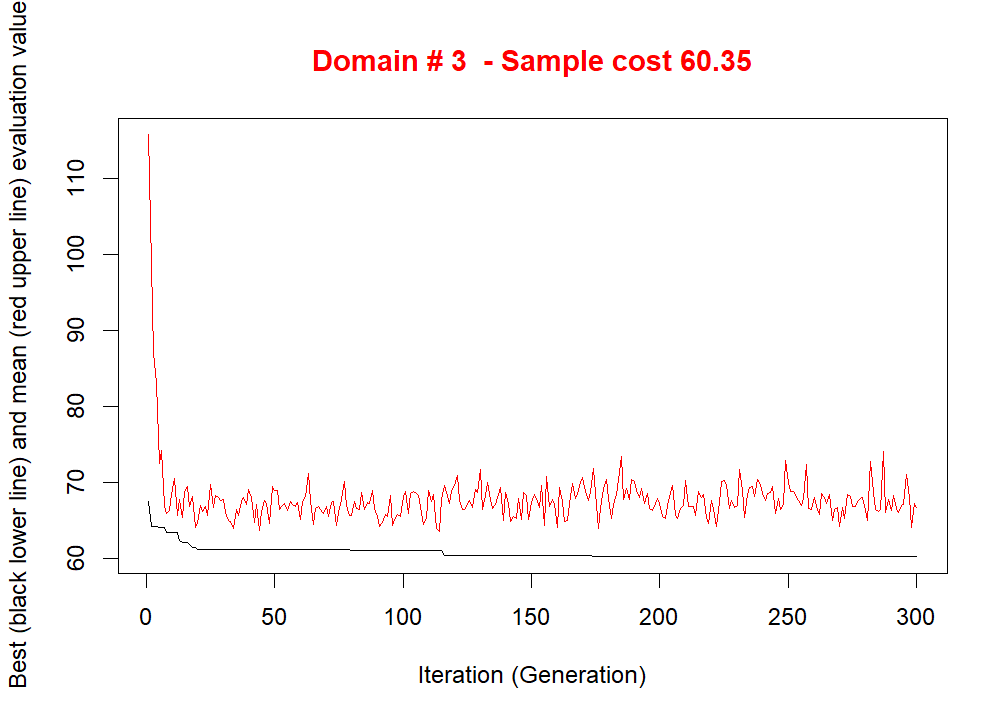 Domain # 3  - Sample cost 60.35
Best (black lower line) and mean (red upper line) evaluation value
110
100
90
80
70
60
0 50 100 150 200 250 300
Iteration (Generation)